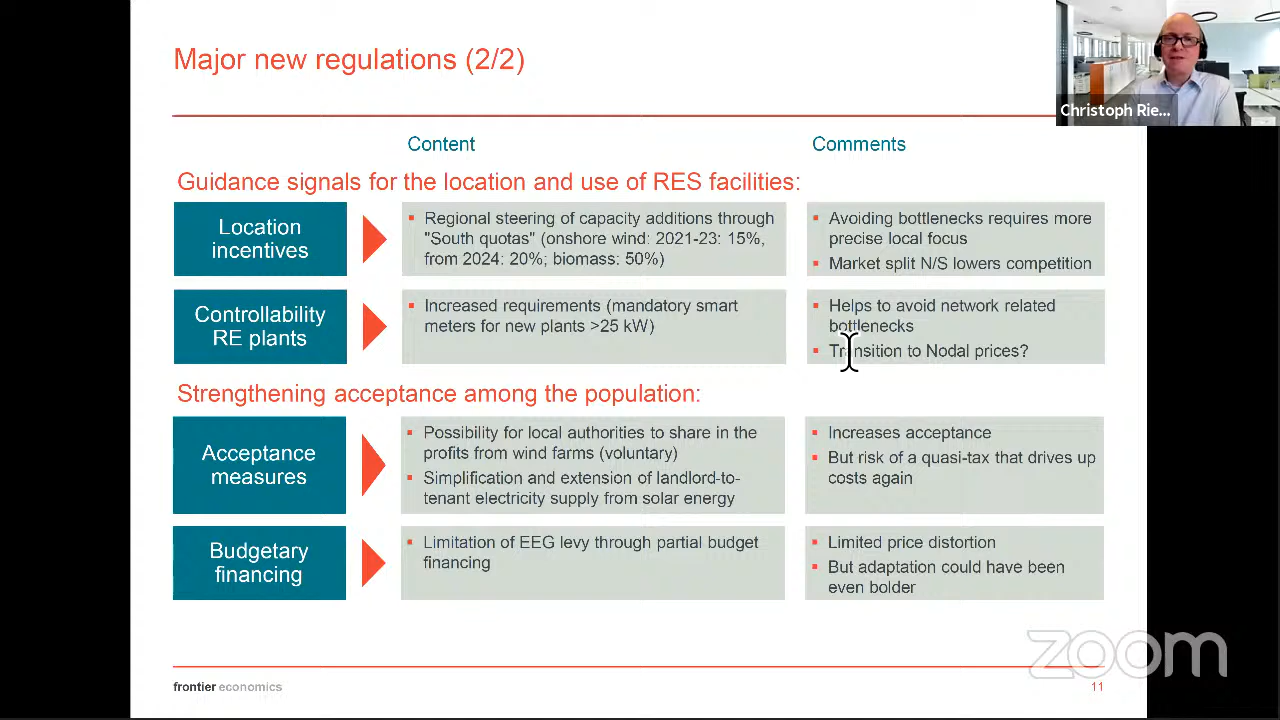 Major new regulations (2/2)
Christoph Rie...
Content
Comments
Guidance signals for the location and use of RES facilities:
Location
incentives
Regional steering of capacity additions through
"South quotas" (onshore wind: 2021-23: 15%,
from 2024: 20%; biomass: 50%)
Avoiding bottlenecks requires more
precise local focus
Market split N/S lowers competition
Controllability
RE plants
Increased requirements (mandatory smart
meters for new plants >25 kW)
Helps to avoid network related
bottlenecks
Transition to Nodal prices?
Strengthening acceptance among the population:
Acceptance
measures
Possibility for local authorities to share in the
profits from wind farms (voluntary)
Simplification and extension of landlord-to-
tenant electricity supply from solar energy
Increases acceptance
But risk of a quasi-tax that drives up
costs again
Budgetary
financing
Limitation of EEG levy through partial budget
financing
Limited price distortion
But adaptation could have been
even bolder
zoom
frontier economics
11